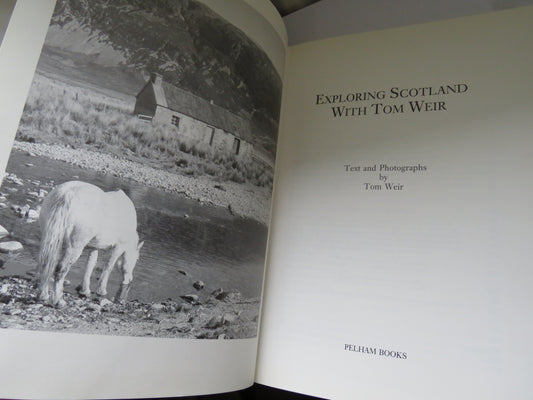 EXPLORING SCOTLAND
WITH TOM WEIR
Text and Photographs
by
Tom Weir
PELHAM BOOKS